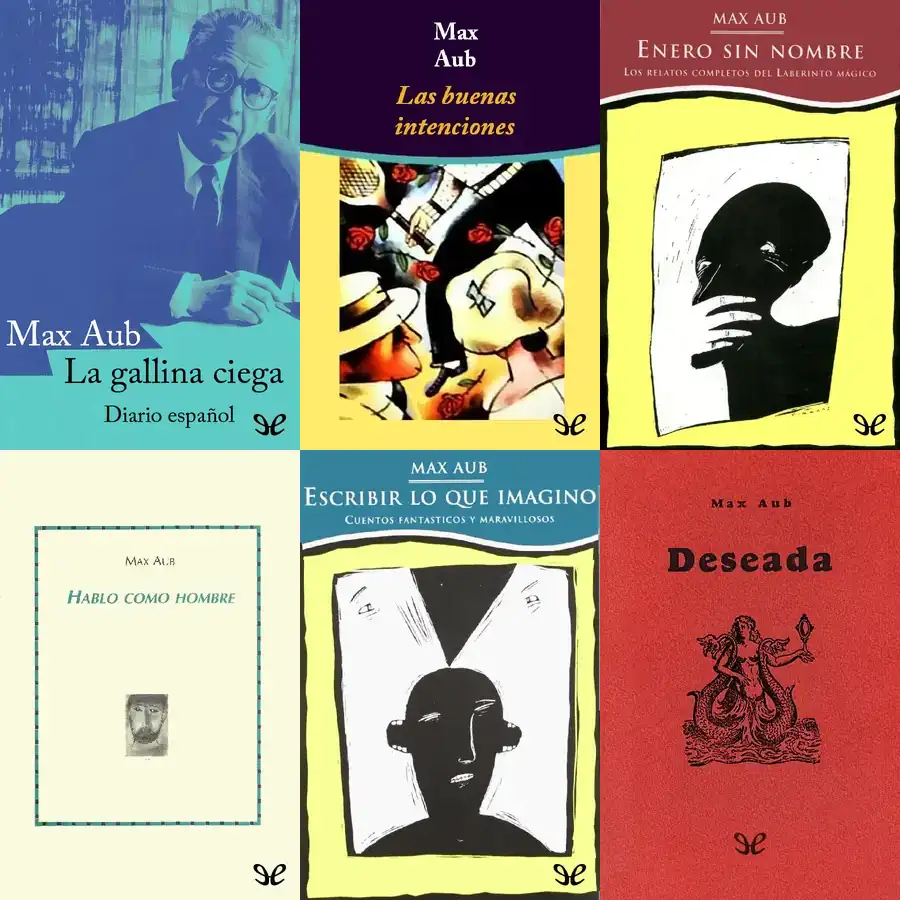 Max Aub
La gallina ciega
Diario español
Max
Aub
Las buenas
intenciones
MAX AUB
ENERO SIN NOMBRE
LOS RELATOS COMPLETOS DEL LABERINTO MÁGICO
MAX AUB
HABLO COMO HOMBRE
MAX AUB
ESCRIBIR LO QUE IMAGINO
CUENTOS FANTASTICOS Y MARAVILLOSOS
Max Aub
Deseada